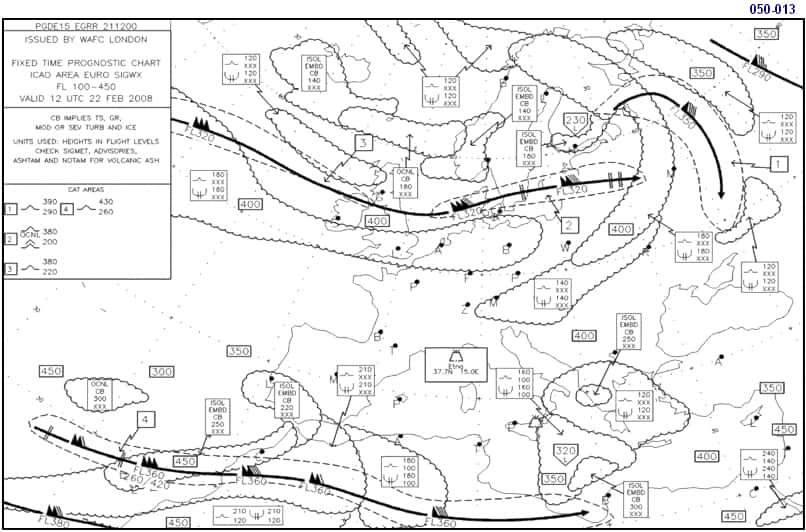 050-013
PGDE15 EGRR 211200
ISSUED BY WAFC LONDON
FIXED TIME PROGNOSTIC CHART
ICAO AREA EURO SIGWX
FL 100-450
VALID 12 UTC 22 FEB 2008
CB IMPLIES TS, GR,
MOD OR SEV TURB AND ICE
UNITS USED: HEIGHTS IN FLIGHT LEVELS
CHECK SIGMET, ADVISORIES,
ASHTAM AND NOTAM FOR VOLCANIC ASH
CAT AREAS
1 390 290
4 430 260
2 OCNL 380 200
3 380 220
120
XXX
120
XXX
ISOL
EMBD
CB
140
XXX
120
XXX
120
XXX
ISOL
EMBD
CB
140
XXX
ISOL
EMBD
CB
180
XXX
230
L
350
350
FL290
FL350
120
XXX
120
XXX
1
FL320
3
OCNL
CB
180
XXX
180
XXX
180
XXX
400
400
FL320
FL320
2
400
180
XXX
180
XXX
120
XXX
120
XXX
L
A
B
W
P
F
P
Z
M
M
140
XXX
140
XXX
B
T
Etna
37.7N 15.0E
ISOL
EMBD
CB
250
XXX
400
A
350
450
300
350
OCNL
CB
300
XXX
ISOL
EMBD
CB
250
XXX
ISOL
EMBD
CB
220
XXX
L
M
210
XXX
210
XXX
P
A
180
100
160
100
120
XXX
120
XXX
350
L
450
4
450
FL360
260/420
FL360
FL360
180
100
180
100
T
320
L
350
400
240
140
240
140
FL380
450
210
120
210
120
FL360
ISOL
EMBD
CB
300
XXX
450